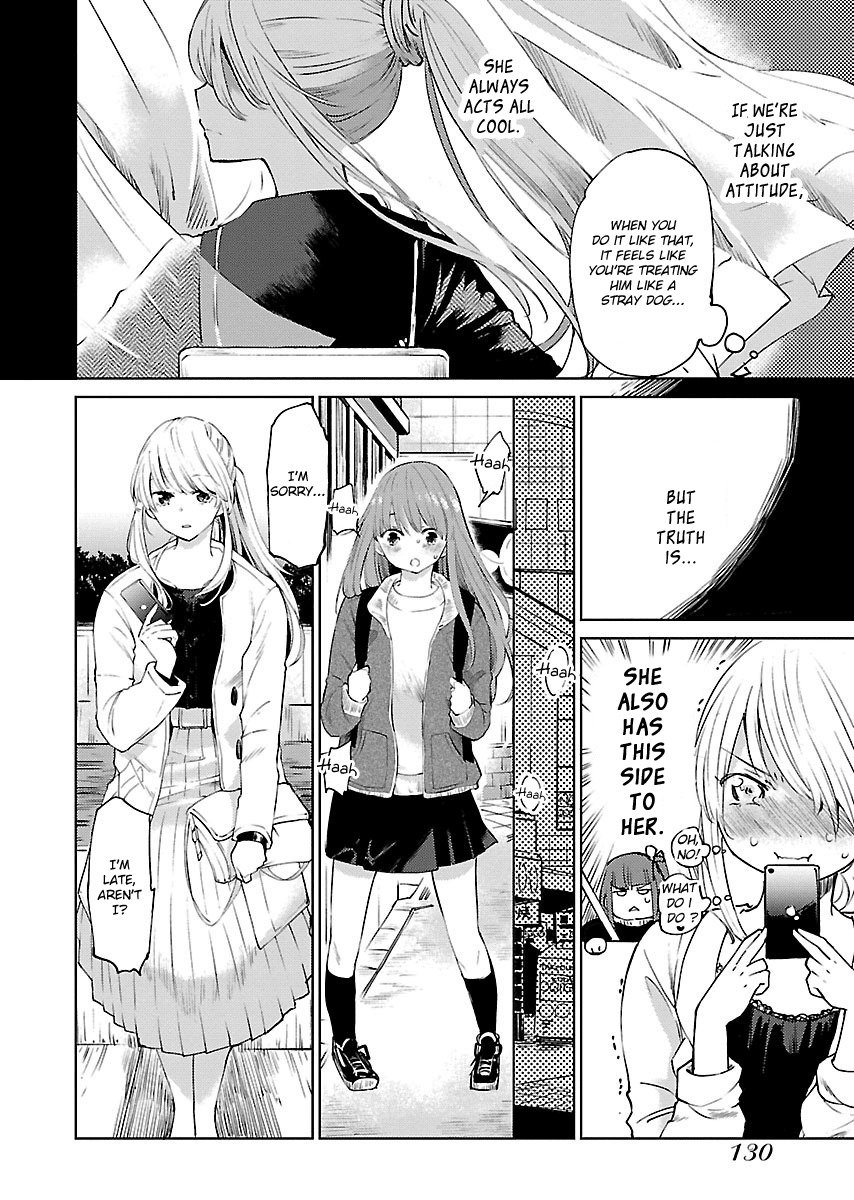 IF WE'RE
JUST
TALKING
ABOUT
ATTITUDE,
SHE
ALWAYS
ACTS ALL
COOL.
WHEN YOU
DO IT LIKE THAT,
IT FEELS LIKE
YOU'RE TREATING
HIM LIKE A
STRAY DOG...
BUT
THE
TRUTH
IS...
SHE
ALSO
HAS
THIS
SIDE
TO
HER.
OH,
NO!
WHAT
DO I
DO?
Haah
Haah
Haah
Haah
Haah
Haah
I'M
SORRY...
I'M
LATE,
AREN'T
I?
130